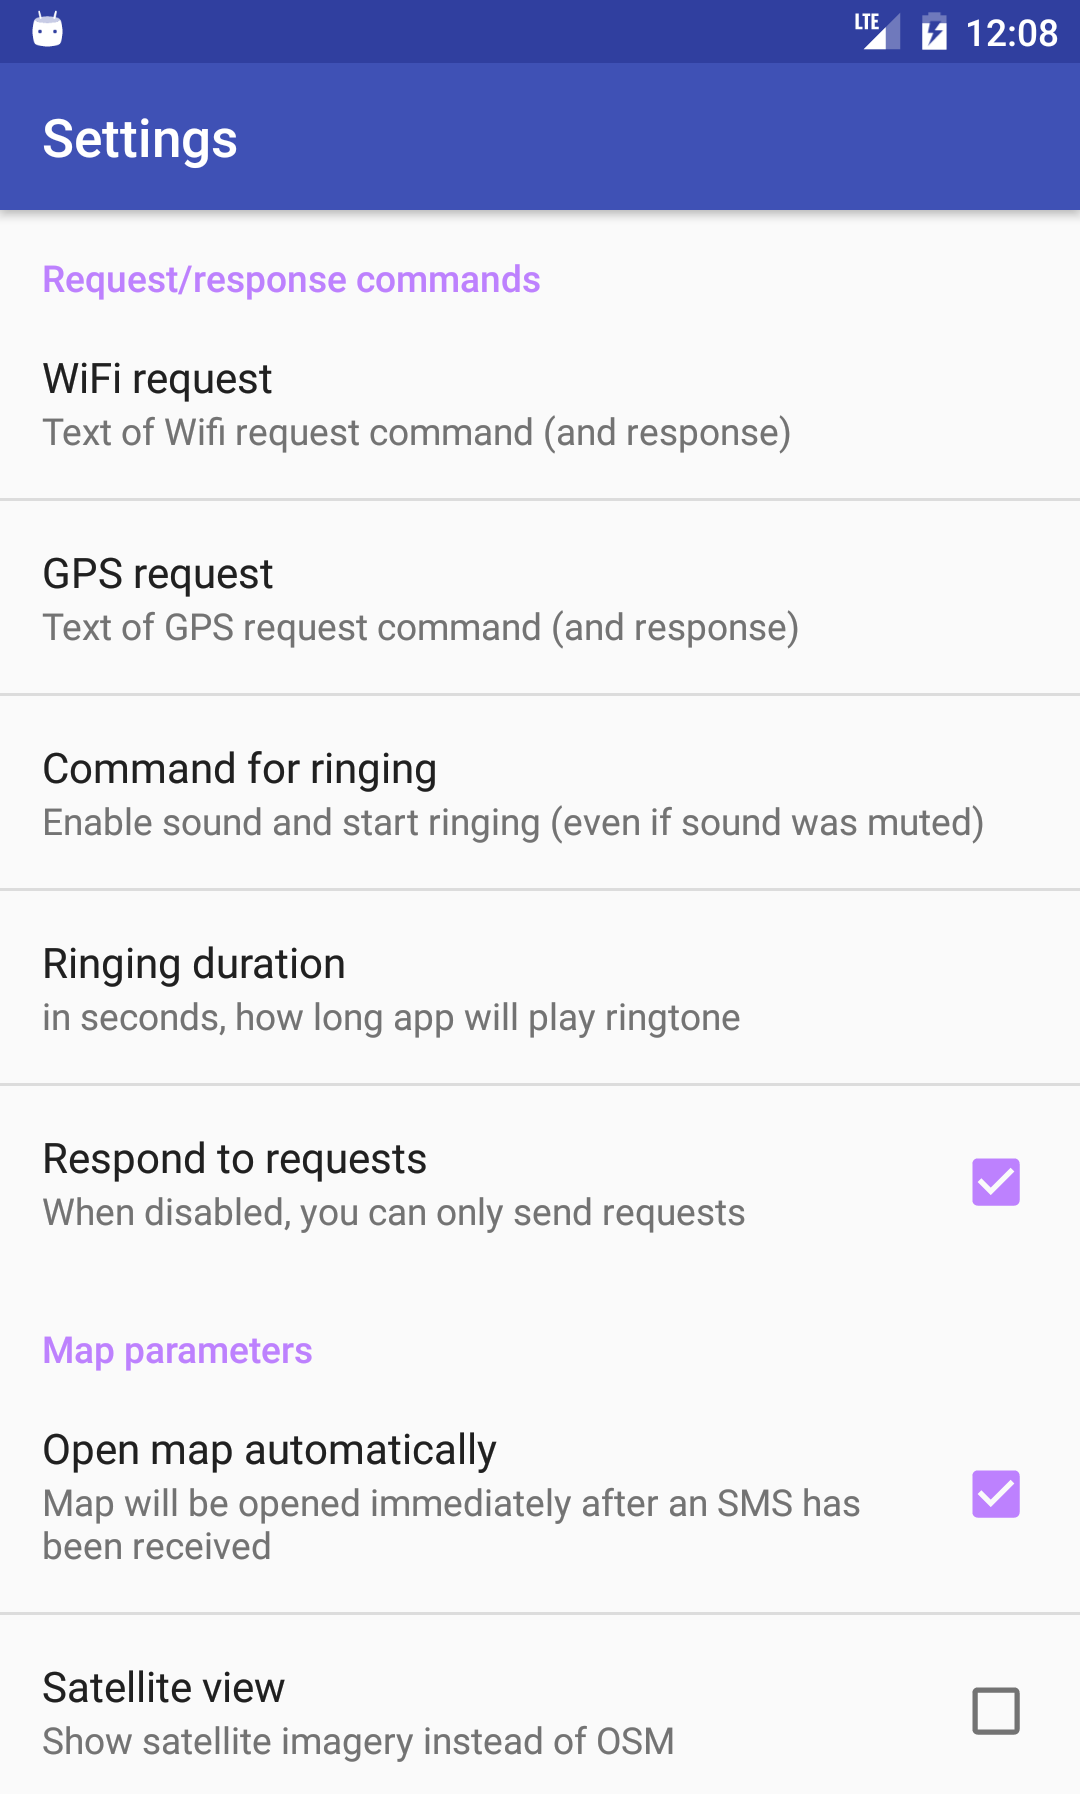 LTE 12:08
Settings
Request/response commands
WiFi request
Text of Wifi request command (and response)
GPS request
Text of GPS request command (and response)
Command for ringing
Enable sound and start ringing (even if sound was muted)
Ringing duration
in seconds, how long app will play ringtone
Respond to requests
When disabled, you can only send requests
Map parameters
Open map automatically
Map will be opened immediately after an SMS has
been received
Satellite view
Show satellite imagery instead of OSM